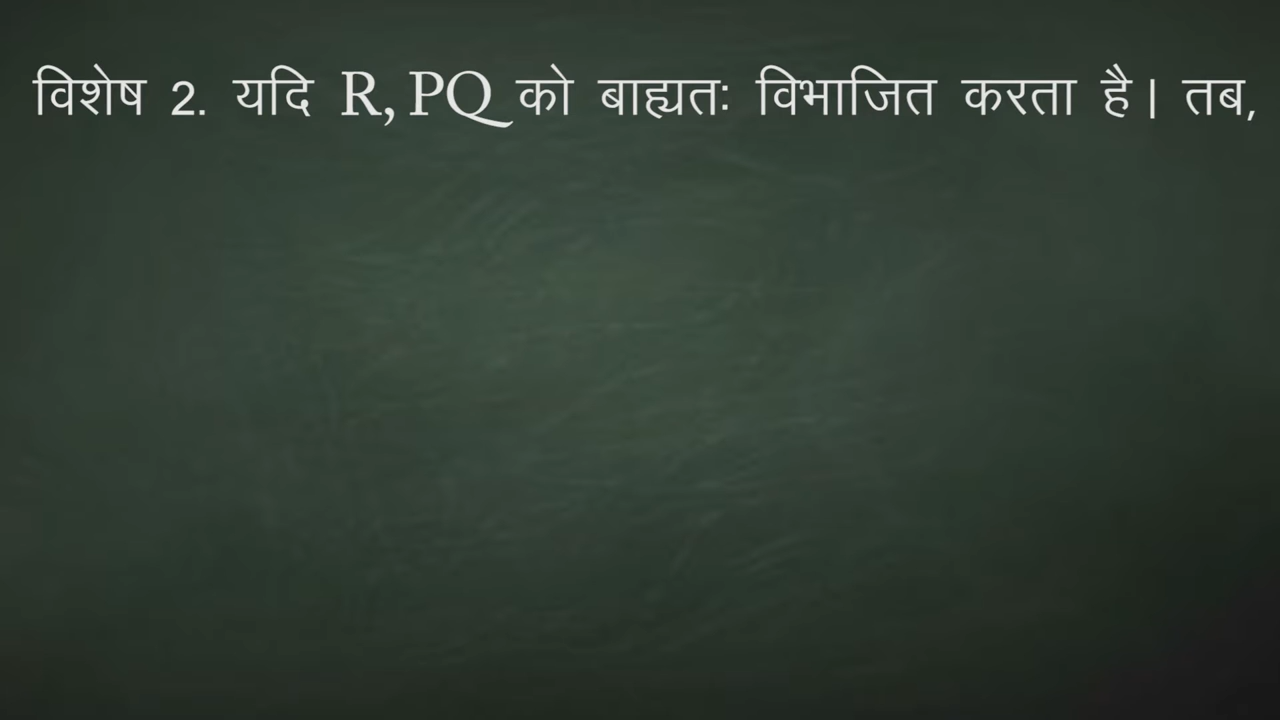 विशेष 2. यदि R, PQ को बाह्यतः विभाजित करता है। तब,